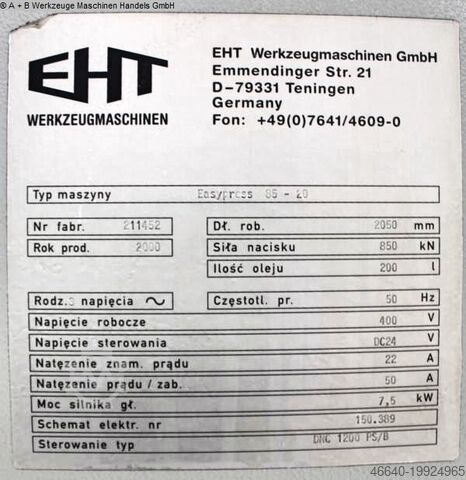 ® A + B Werkzeuge Maschinen Handels GmbH
EHT
WERKZEUGMASCHINEN
EHT Werkzeugmaschinen GmbH
Emmendinger Str. 21
D-79331 Teningen
Germany
Fon: +49(0)7641/4609-0
Typ maszyny Easypress 85 - 20
Nr fabr. 211452
Rok prod. 2000
Dł. rob. 2050 mm
Siła nacisku 850 kN
Ilość oleju 200 l
Rodz. napięcia ~
Częstotl. pr. 50 Hz
Napięcie robocze 400 V
Napięcie sterowania DC24 V
Natęzenie znam. prądu 22 A
Natęzenie prądu / zab. 50 A
Moc silnika gł. 7,5 kW
Schemat elektr. nr 150.389
Sterowanie typ DNC 1200 PS/B
46640-19924965